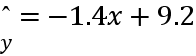 ^ = −1.4x + 9.2
y